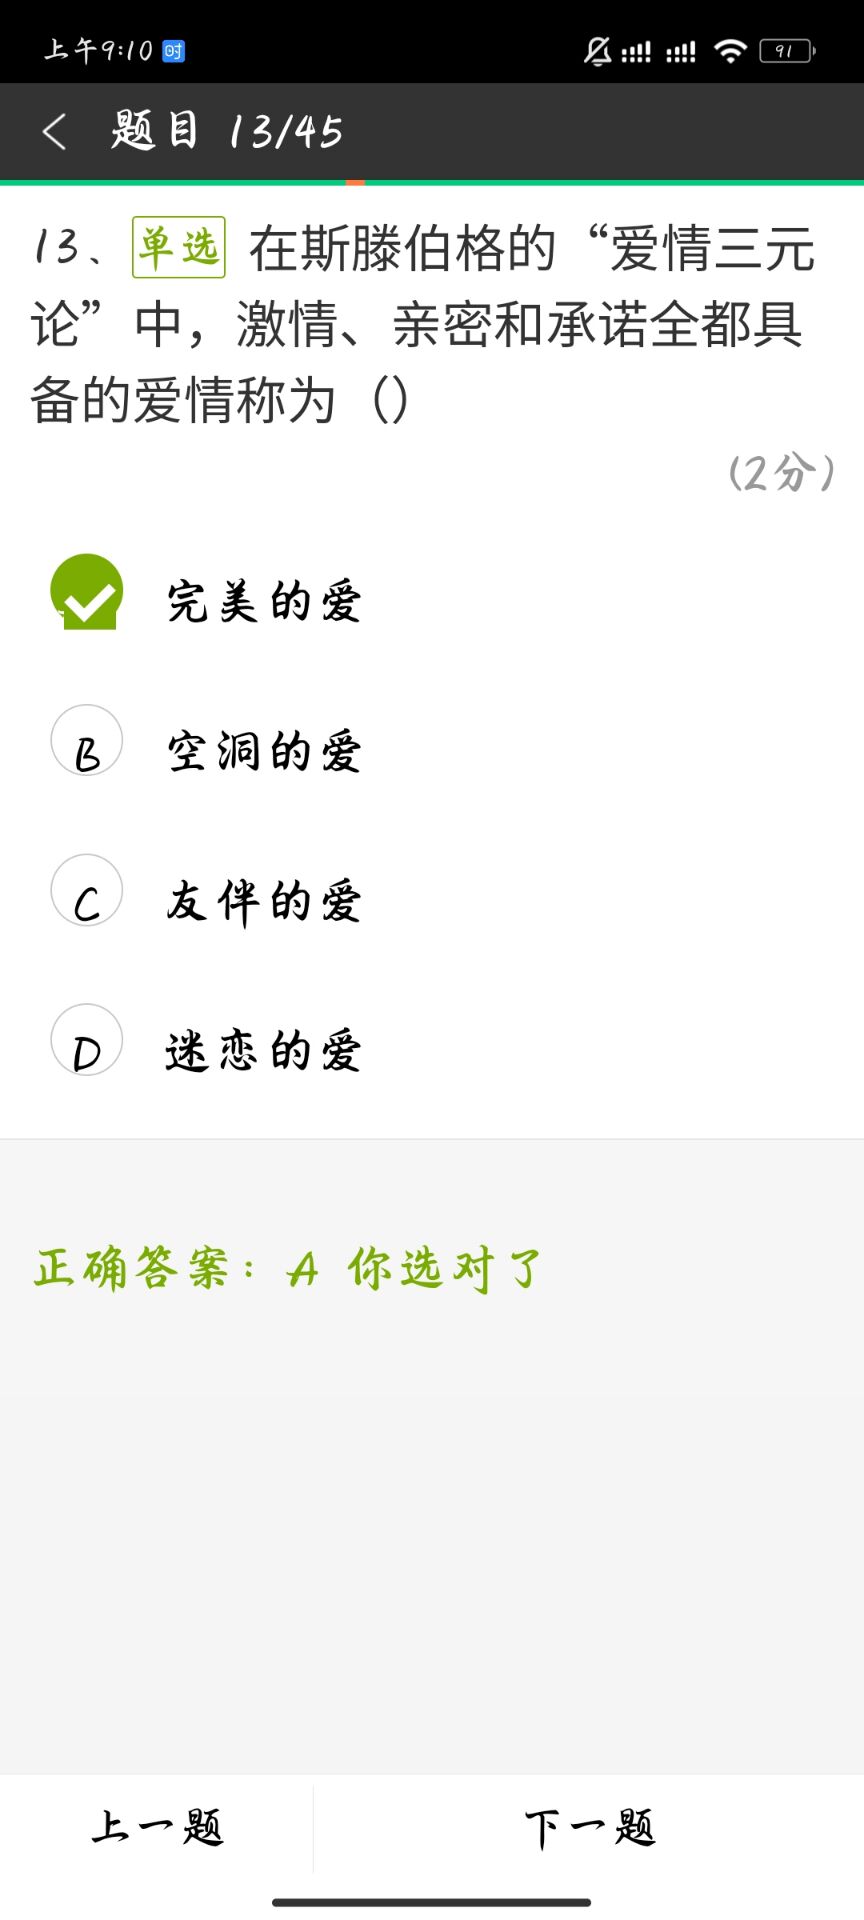 上午9:10 时 91
题目 13/45
13、单选 在斯滕伯格的“爱情三元
论”中，激情、亲密和承诺全都具
备的爱情称为（）
(2分)
完美的爱
B 空洞的爱
C 友伴的爱
D 迷恋的爱
正确答案：A 你选对了
上一题 下一题